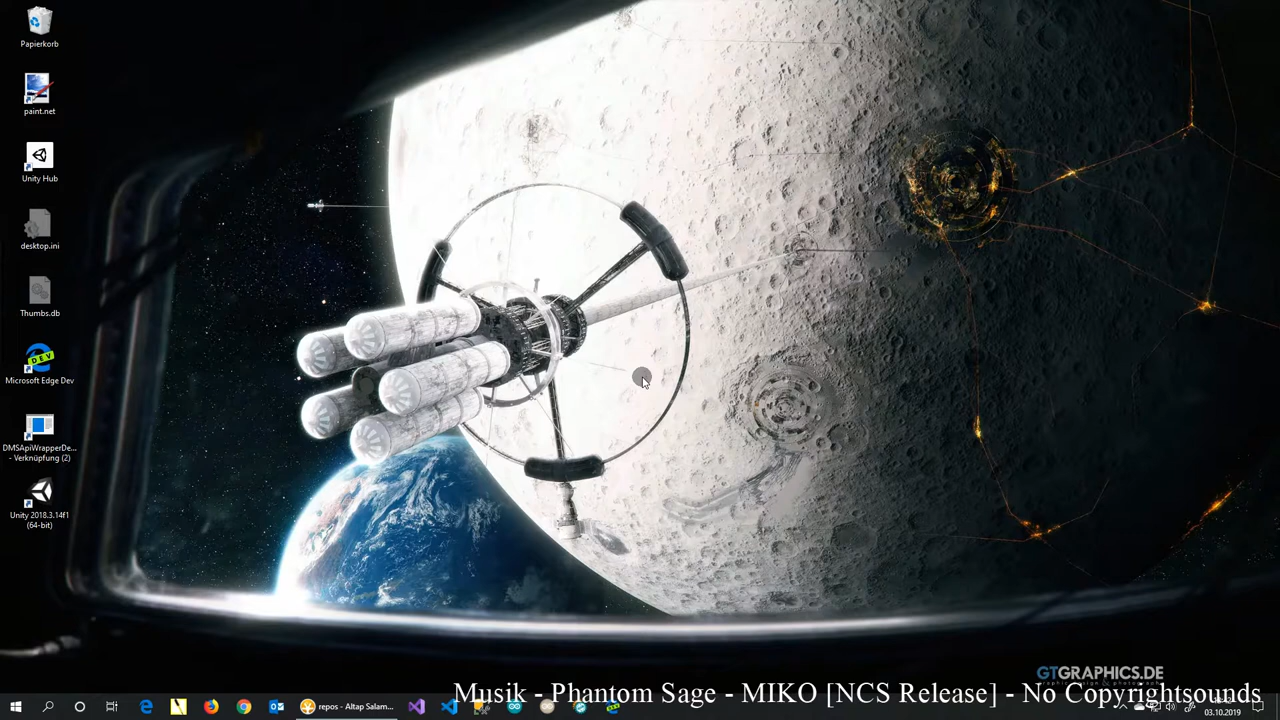 Papierkorb
paint.net
Unity Hub
desktop.ini
Thumbs.db
DEV
Microsoft Edge Dev
DMSApiWrapperDe...
- Verknüpfung (2)
Unity 2018.3.14f1
(64-bit)
GTGRAPHICS.DE
Musik - Phantom Sage - MIKO [NCS Release] - No Copyrightsounds
repos - Altap Salam...
03.10.2019